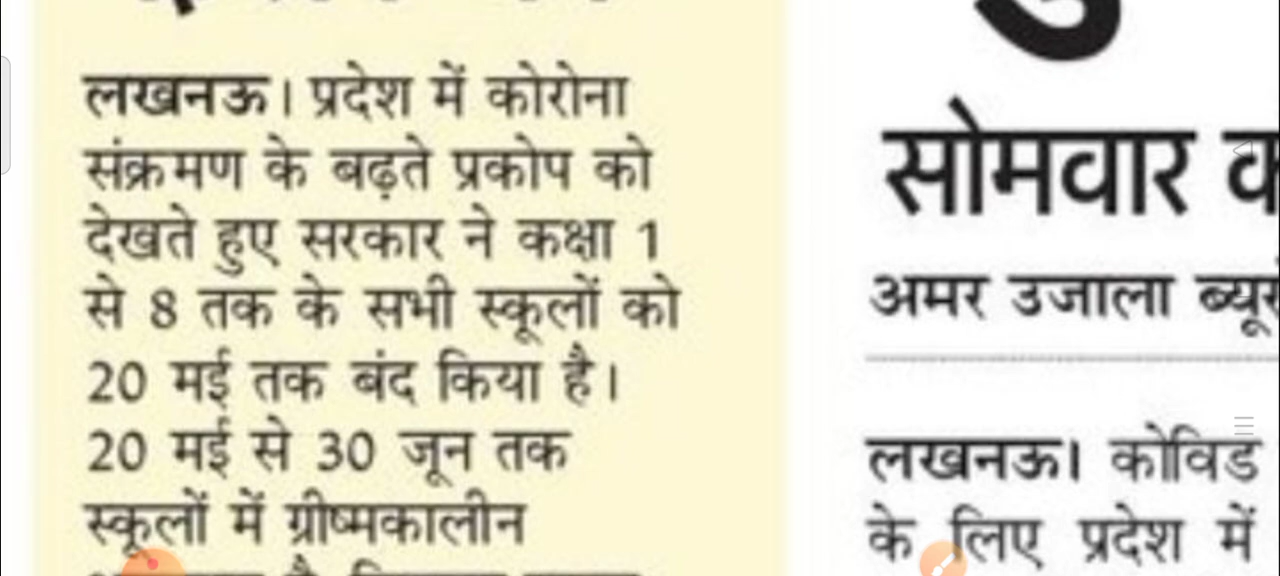 लखनऊ। प्रदेश में कोरोना
संक्रमण के बढ़ते प्रकोप को
देखते हुए सरकार ने कक्षा 1
से 8 तक के सभी स्कूलों को
20 मई तक बंद किया है।
20 मई से 30 जून तक
स्कूलों में ग्रीष्मकालीन
सोमवार
अमर उजाला
लखनऊ। कोविड
के लिए प्रदेश में